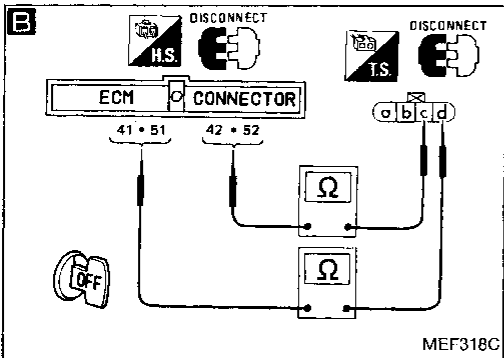 B
DISCONNECT
H.S.
DISCONNECT
T.S.
ECM CONNECTOR
a b c d
41 • 51
42 • 52
Ω
Ω
OFF
MEF318C